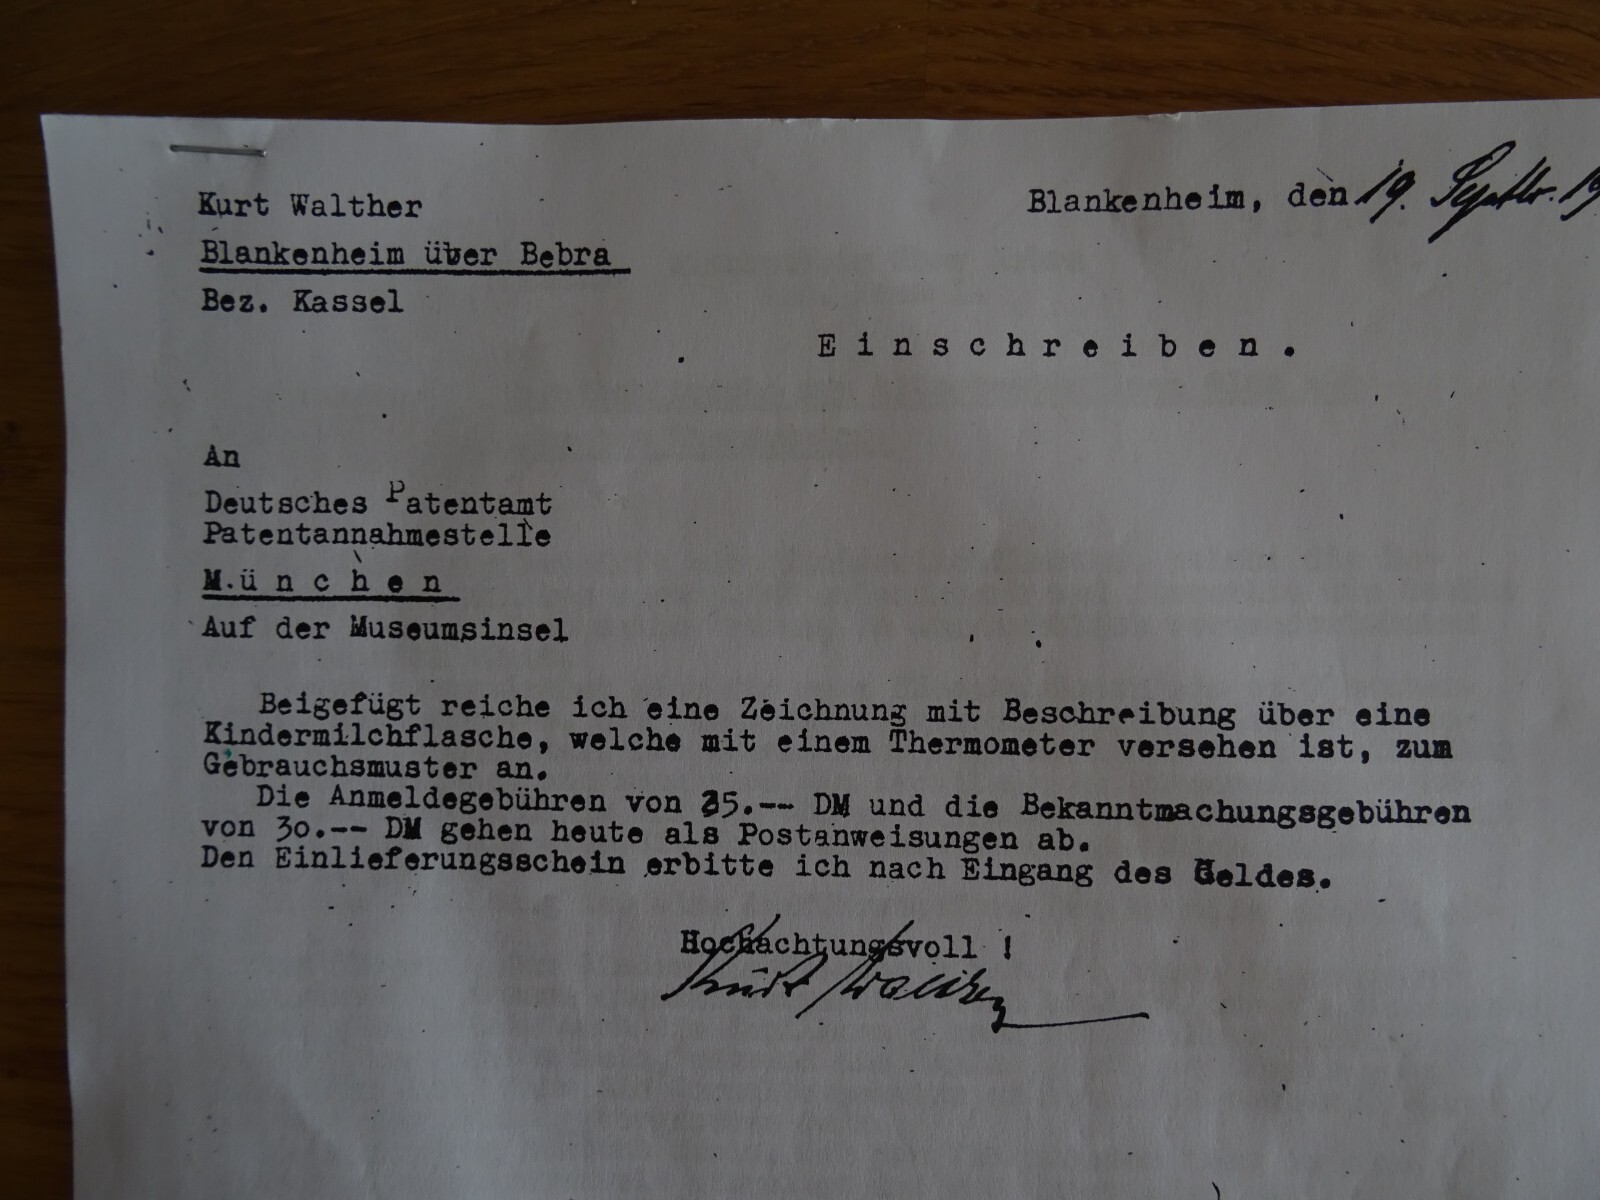 Kurt Walther
Blankenheim, den 19. Septbr. 19
Blankenheim über Bebra
Bez. Kassel
E i n s c h r e i b e n .
An
Deutsches Patentamt
Patentannahmestelle
M.ü n c h e n
Auf der Museumsinsel
Beigefügt reiche ich eine Zeichnung mit Beschreibung über eine
Kindermilchflasche, welche mit einem Thermometer versehen ist, zum
Gebrauchsmuster an.
Die Anmeldegebühren von 25.-- DM und die Bekanntmachungsgebühren
von 30.-- DM gehen heute als Postanweisungen ab.
Den Einlieferungsschein erbitte ich nach Eingang des Geldes.
Hochachtungsvoll !
Kurt Walther